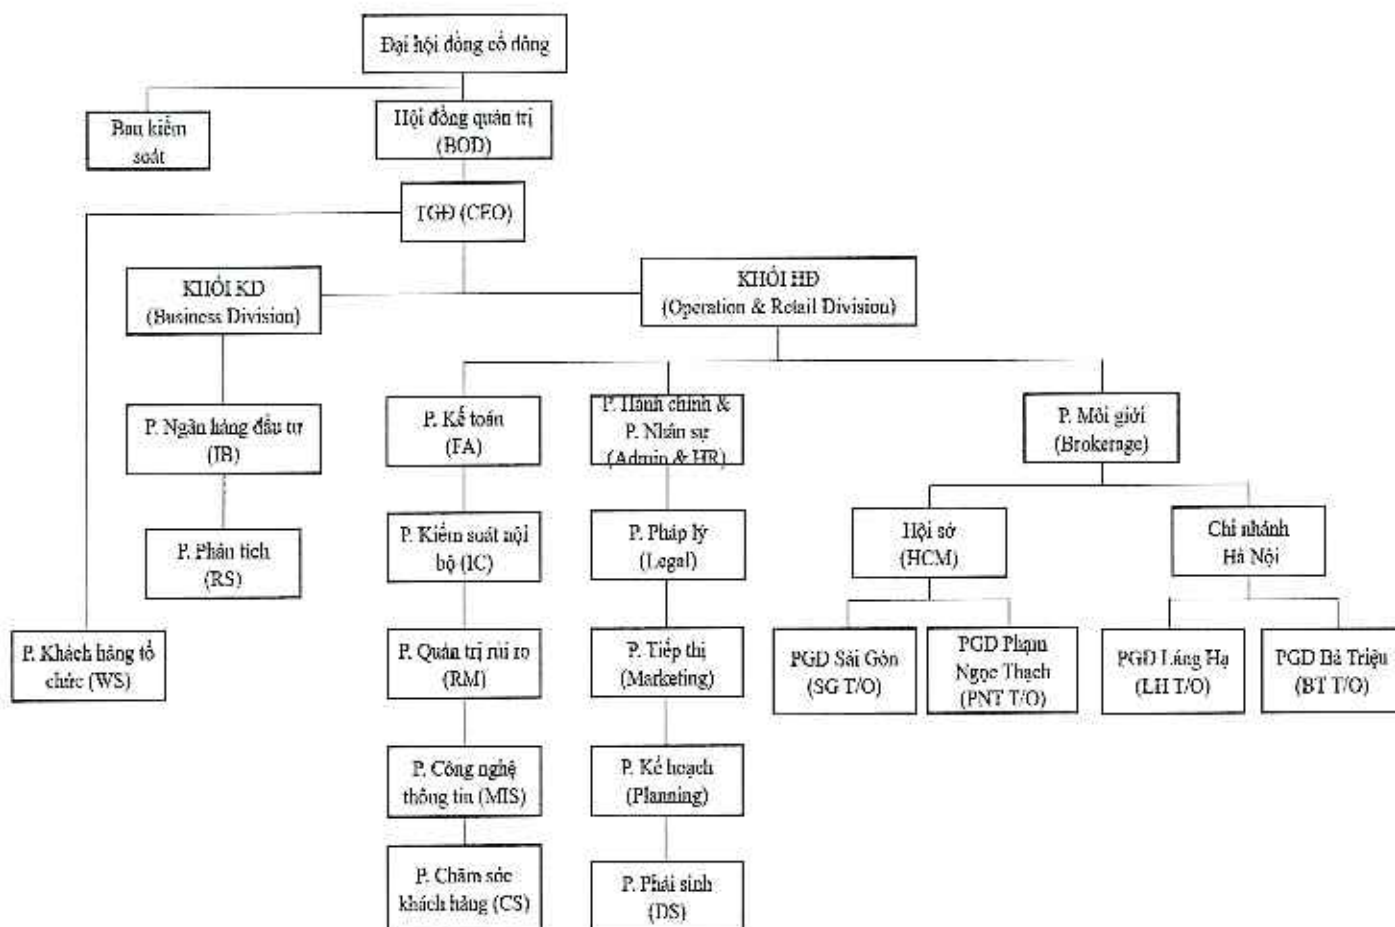 Đại hội đồng cổ đông
Ban kiểm
soát
Hội đồng quản trị
(BOD)
TGĐ (CEO)
KHỐI KD
(Business Division)
KHỐI HĐ
(Operation & Retail Division)
P. Ngân hàng đầu tư
(IB)
P. Phân tích
(RS)
P. Khách hàng tổ
chức (WS)
P. Kế toán
(FA)
P. Kiểm soát nội
bộ (IC)
P. Quản trị rủi ro
(RM)
P. Công nghệ
thông tin (MIS)
P. Chăm sóc
khách hàng (CS)
P. Hành chính &
P. Nhân sự
(Admin & HR)
P. Pháp lý
(Legal)
P. Tiếp thị
(Marketing)
P. Kế hoạch
(Planning)
P. Phái sinh
(DS)
P. Môi giới
(Brokerage)
Hội sở
(HCM)
Chi nhánh
Hà Nội
PGD Sài Gòn
(SG T/O)
PGD Phạm
Ngọc Thạch
(PNT T/O)
PGD Láng Hạ
(LH T/O)
PGD Bà Triệu
(BT T/O)